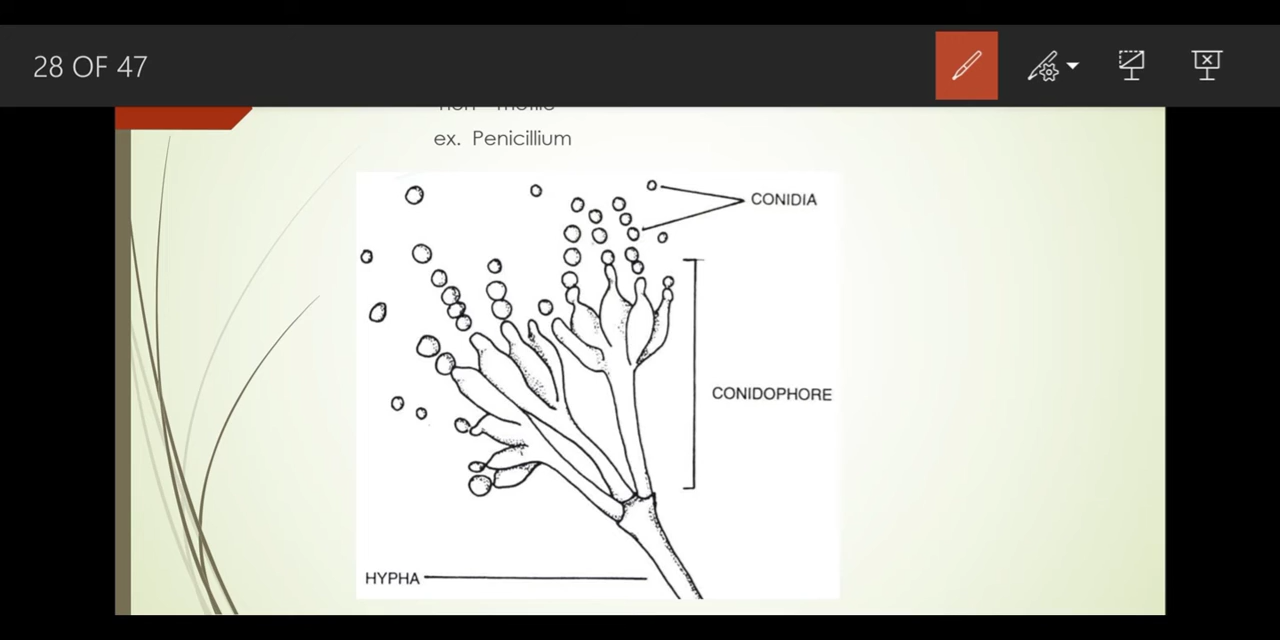 28 OF 47
ex. Penicillium
CONIDIA
CONIDOPHORE
HYPHA